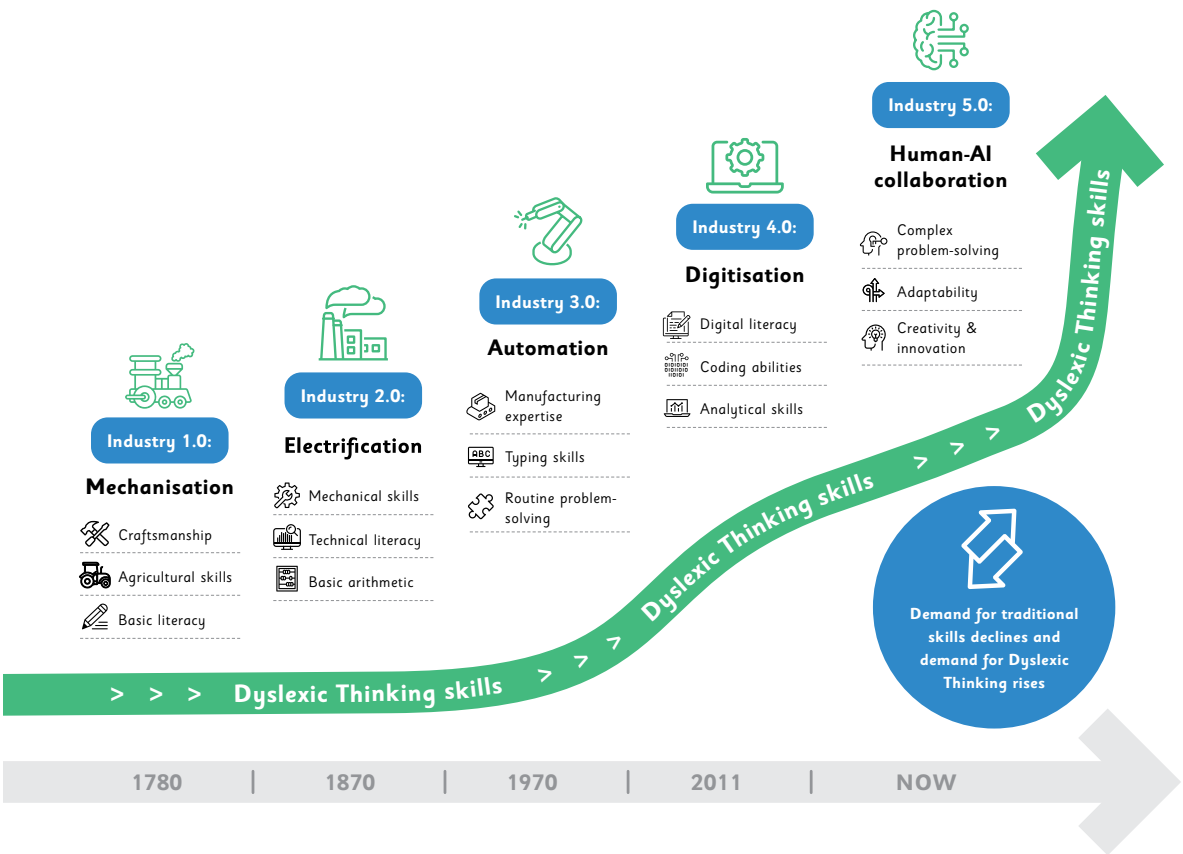 Industry 1.0:
Mechanisation
Craftsmanship
Agricultural skills
Basic literacy
Industry 2.0:
Electrification
Mechanical skills
Technical literacy
Basic arithmetic
Industry 3.0:
Automation
Manufacturing
expertise
ABC
Typing skills
Routine problem-
solving
Industry 4.0:
Digitisation
Digital literacy
Coding abilities
Analytical skills
Industry 5.0:
Human-AI
collaboration
Complex
problem-solving
Adaptability
Creativity &
innovation
> > > Dyslexic Thinking skills
> > > Dyslexic Thinking skills
> > > Dyslexic Thinking skills
Demand for traditional
skills declines and
demand for Dyslexic
Thinking rises
1780 | 1870 | 1970 | 2011 | NOW